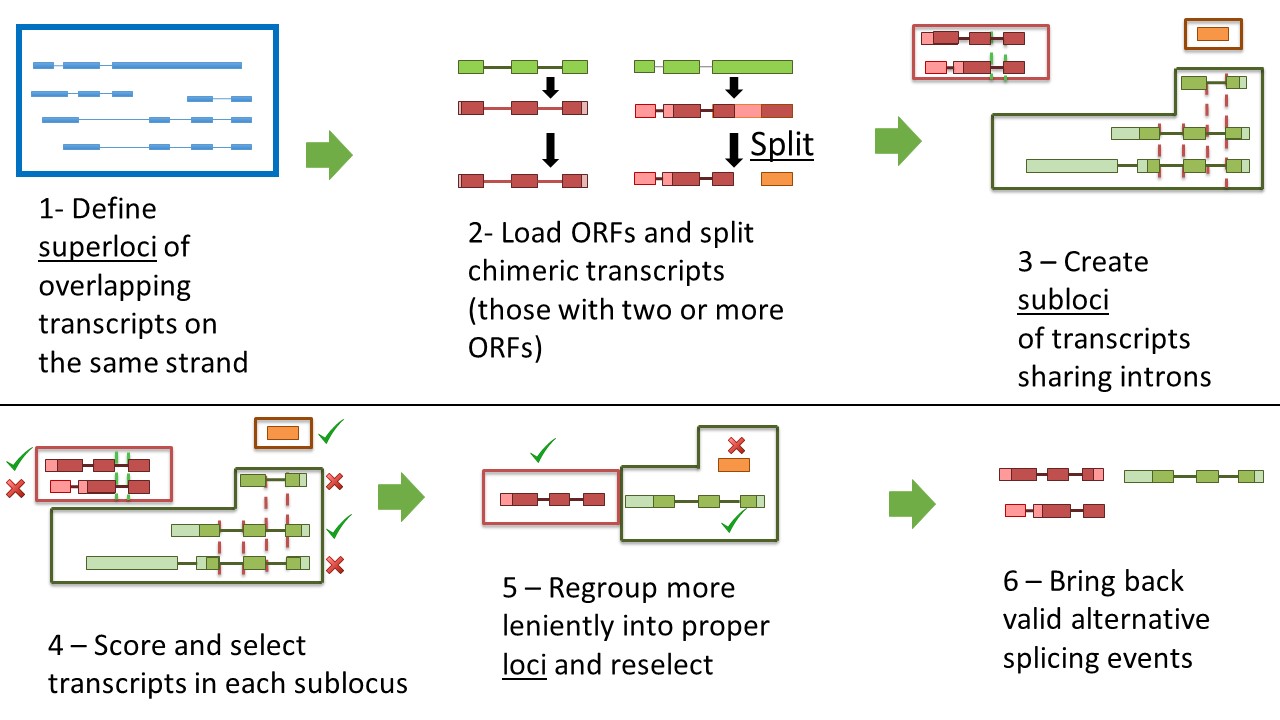 Split
1- Define
superloci of
overlapping
transcripts on
the same strand
2- Load ORFs and split
chimeric transcripts
(those with two or more
ORFs)
3 – Create
subloci
of transcripts
sharing introns
4 – Score and select
transcripts in each sublocus
5 – Regroup more
leniently into proper
loci and reselect
6 – Bring back
valid alternative
splicing events